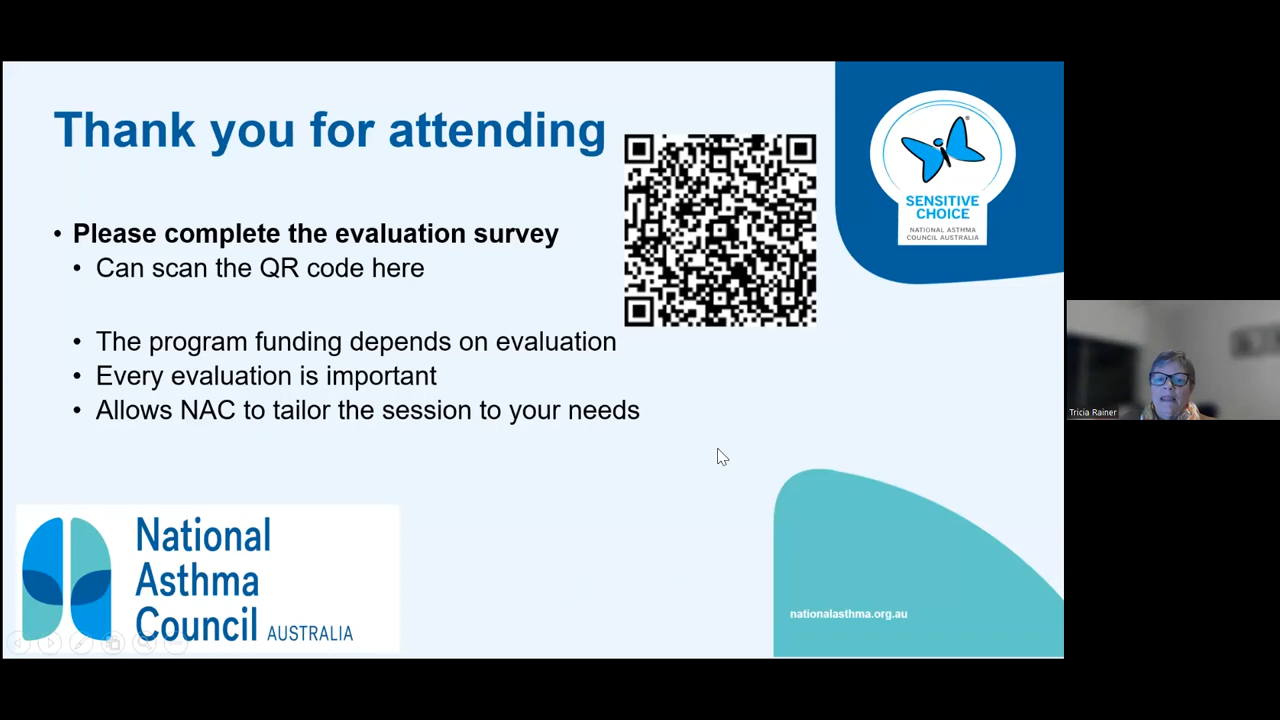 Thank you for attending
• Please complete the evaluation survey
• Can scan the QR code here
• The program funding depends on evaluation
• Every evaluation is important
• Allows NAC to tailor the session to your needs
SENSITIVE
CHOICE
NATIONAL ASTHMA
COUNCIL AUSTRALIA
®
Tricia Rainer
National
Asthma
Council AUSTRALIA
nationalasthma.org.au